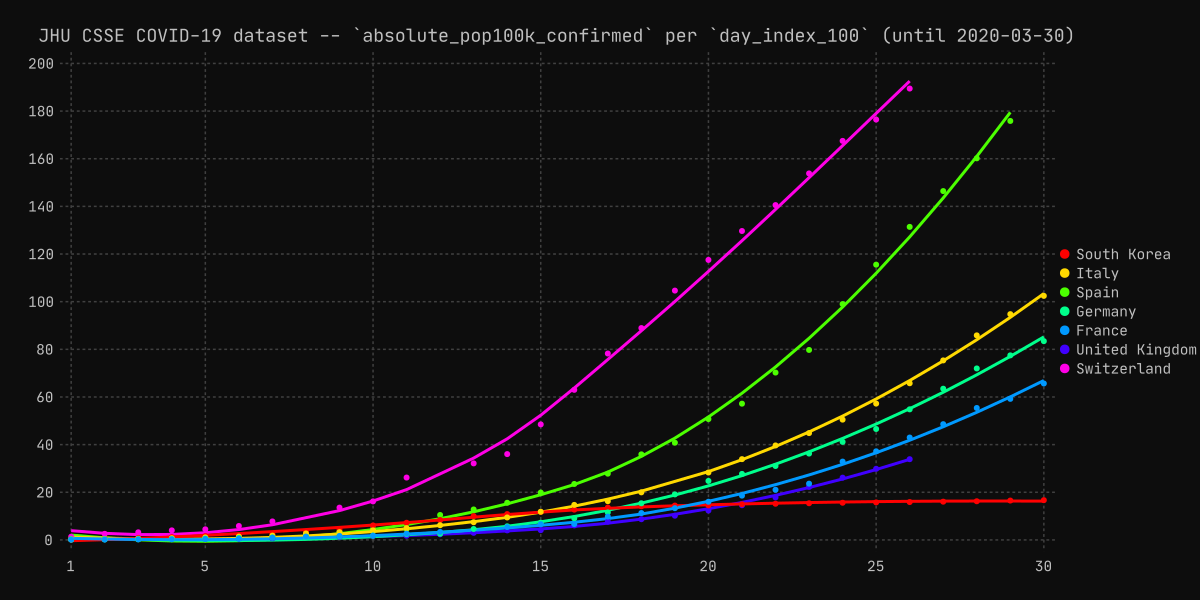 JHU CSSE COVID-19 dataset -- `absolute_pop100k_confirmed` per `day_index_100` (until 2020-03-30)
200
180
160
140
120
100
80
60
40
20
0
1 5 10 15 20 25 30
South Korea
Italy
Spain
Germany
France
United Kingdom
Switzerland